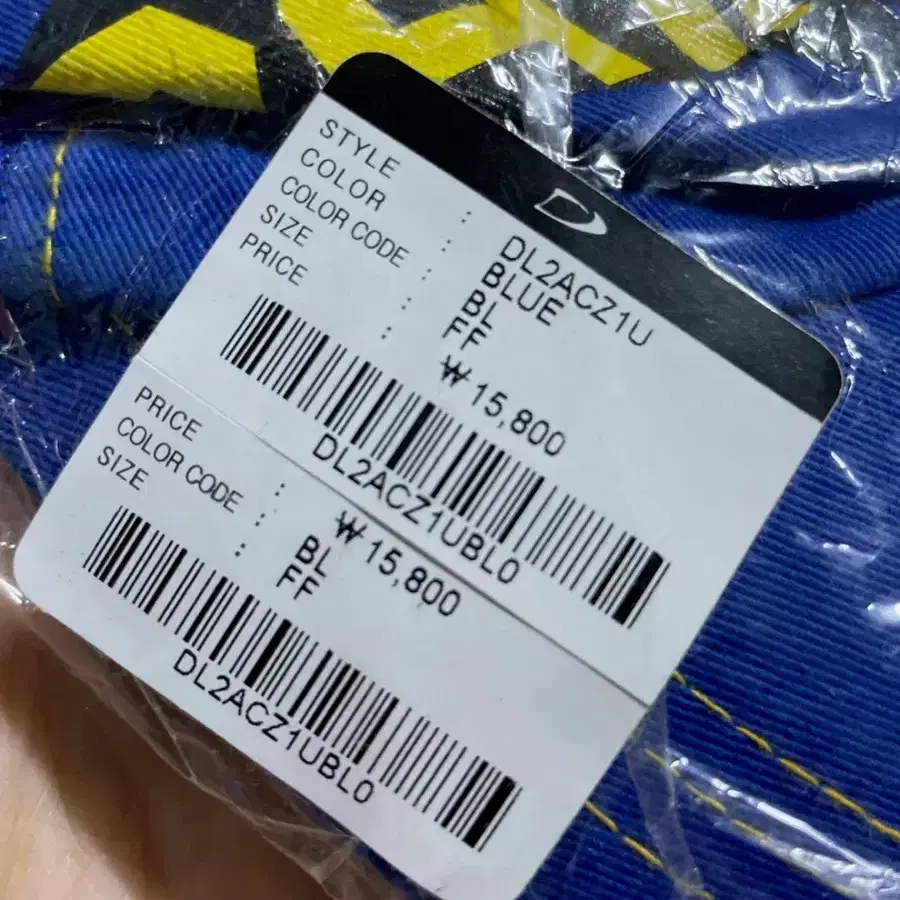 STYLE : DL2ACZ1U
COLOR : BLUE
COLOR CODE : BL
SIZE : FF
PRICE : ₩15,800
DL2ACZ1UBL0
PRICE : ₩15,800
COLOR CODE : BL
SIZE : FF
DL2ACZ1UBL0